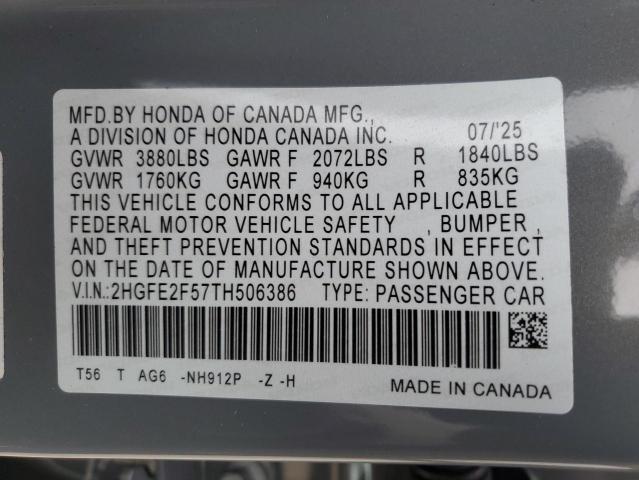 MFD.BY HONDA OF CANADA MFG.,
A DIVISION OF HONDA CANADA INC. 07/'25
GVWR 3880LBS GAWR F 2072LBS R 1840LBS
GVWR 1760KG GAWR F 940KG R 835KG
THIS VEHICLE CONFORMS TO ALL APPLICABLE
FEDERAL MOTOR VEHICLE SAFETY , BUMPER ,
AND THEFT PREVENTION STANDARDS IN EFFECT
ON THE DATE OF MANUFACTURE SHOWN ABOVE.
V.I.N.:2HGFE2F57TH506386 TYPE: PASSENGER CAR
T56 T AG6 -NH912P -Z -H
MADE IN CANADA